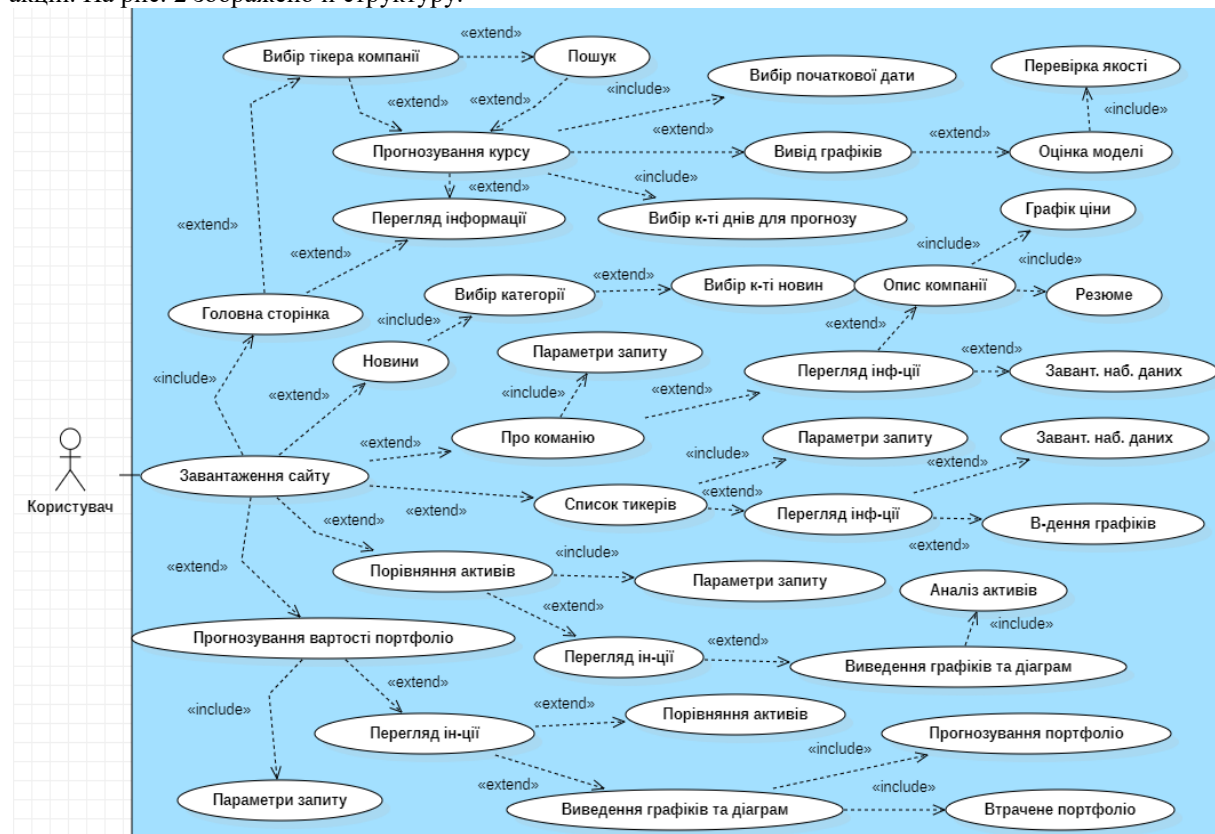 акцій. На рис. 2 зображено її структуру.
«extend»
Вибір тікера компанії
Пошук
Перевірка якості
Вибір початкової дати
«include»
«extend»
«extend»
«include»
«extend»
«extend»
Прогнозування курсу
Вивід графіків
Оцінка моделі
«include»
«extend»
Перегляд інформації
Вибір к-ті днів для прогнозу
Графік ціни
«extend»
«extend»
«include»
«include»
«extend»
Вибір категорії
Вибір к-ті новин
Опис компанії
Резюме
Головна сторінка
«include»
«extend»
Новини
Параметри запиту
«extend»
Перегляд інф-ції
Завант. наб. даних
«include»
«extend»
«include»
«extend»
Про команію
Параметри запиту
Завант. наб. даних
«extend»
«include»
«extend»
Користувач
Завантаження сайту
«extend»
Список тикерів
«extend»
Перегляд інф-ції
В-дення графіків
«extend»
«extend»
«extend»
Порівняння активів
«include»
Параметри запиту
Аналіз активів
«extend»
«include»
Прогнозування вартості портфоліо
Перегляд ін-ції
«extend»
Виведення графіків та діаграм
«extend»
«include»
Перегляд ін-ції
«extend»
Порівняння активів
Прогнозування портфоліо
«include»
«extend»
«include»
Параметри запиту
Виведення графіків та діаграм
Втрачене портфоліо